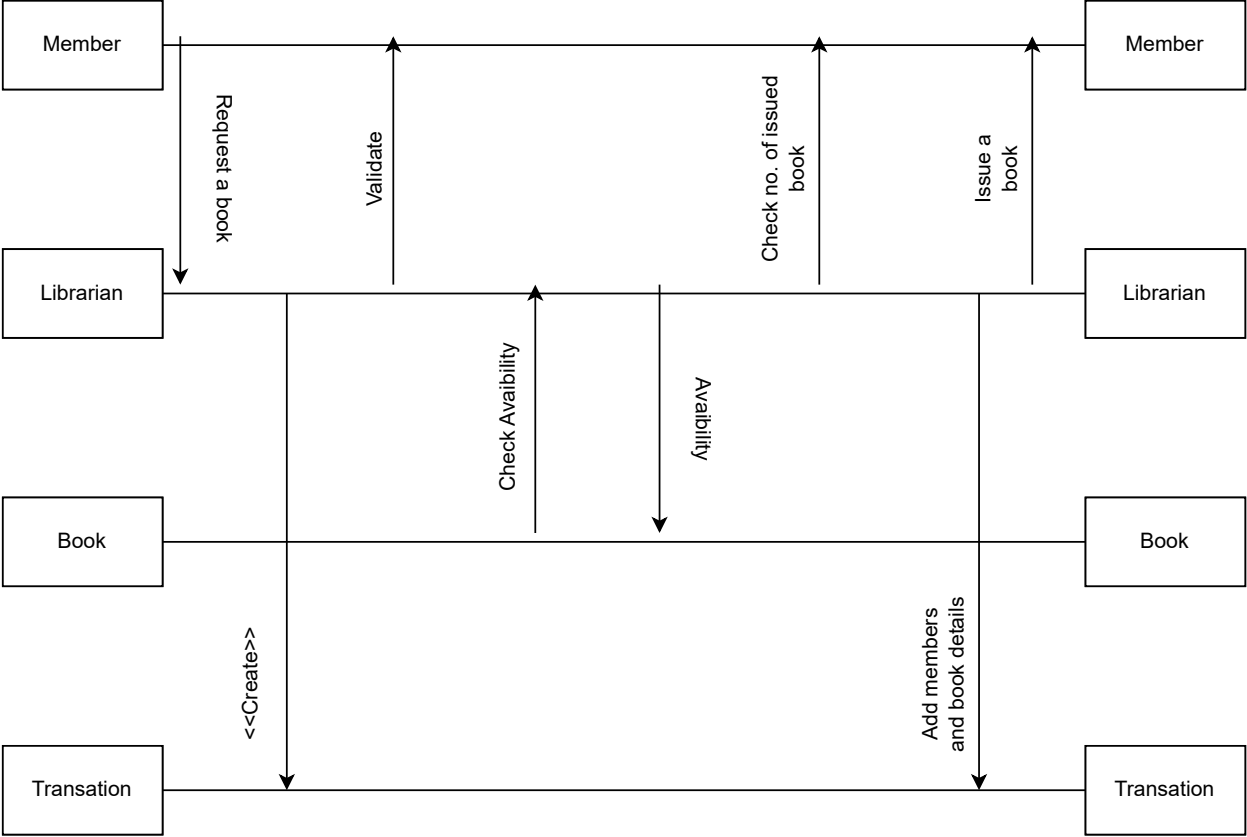 Member
Member
Request a book
Validate
Check no. of issued
book
Issue a
book
Librarian
Librarian
Check Avaibility
Avaibility
Book
Book
<<Create>>
Add members
and book details
Transation
Transation